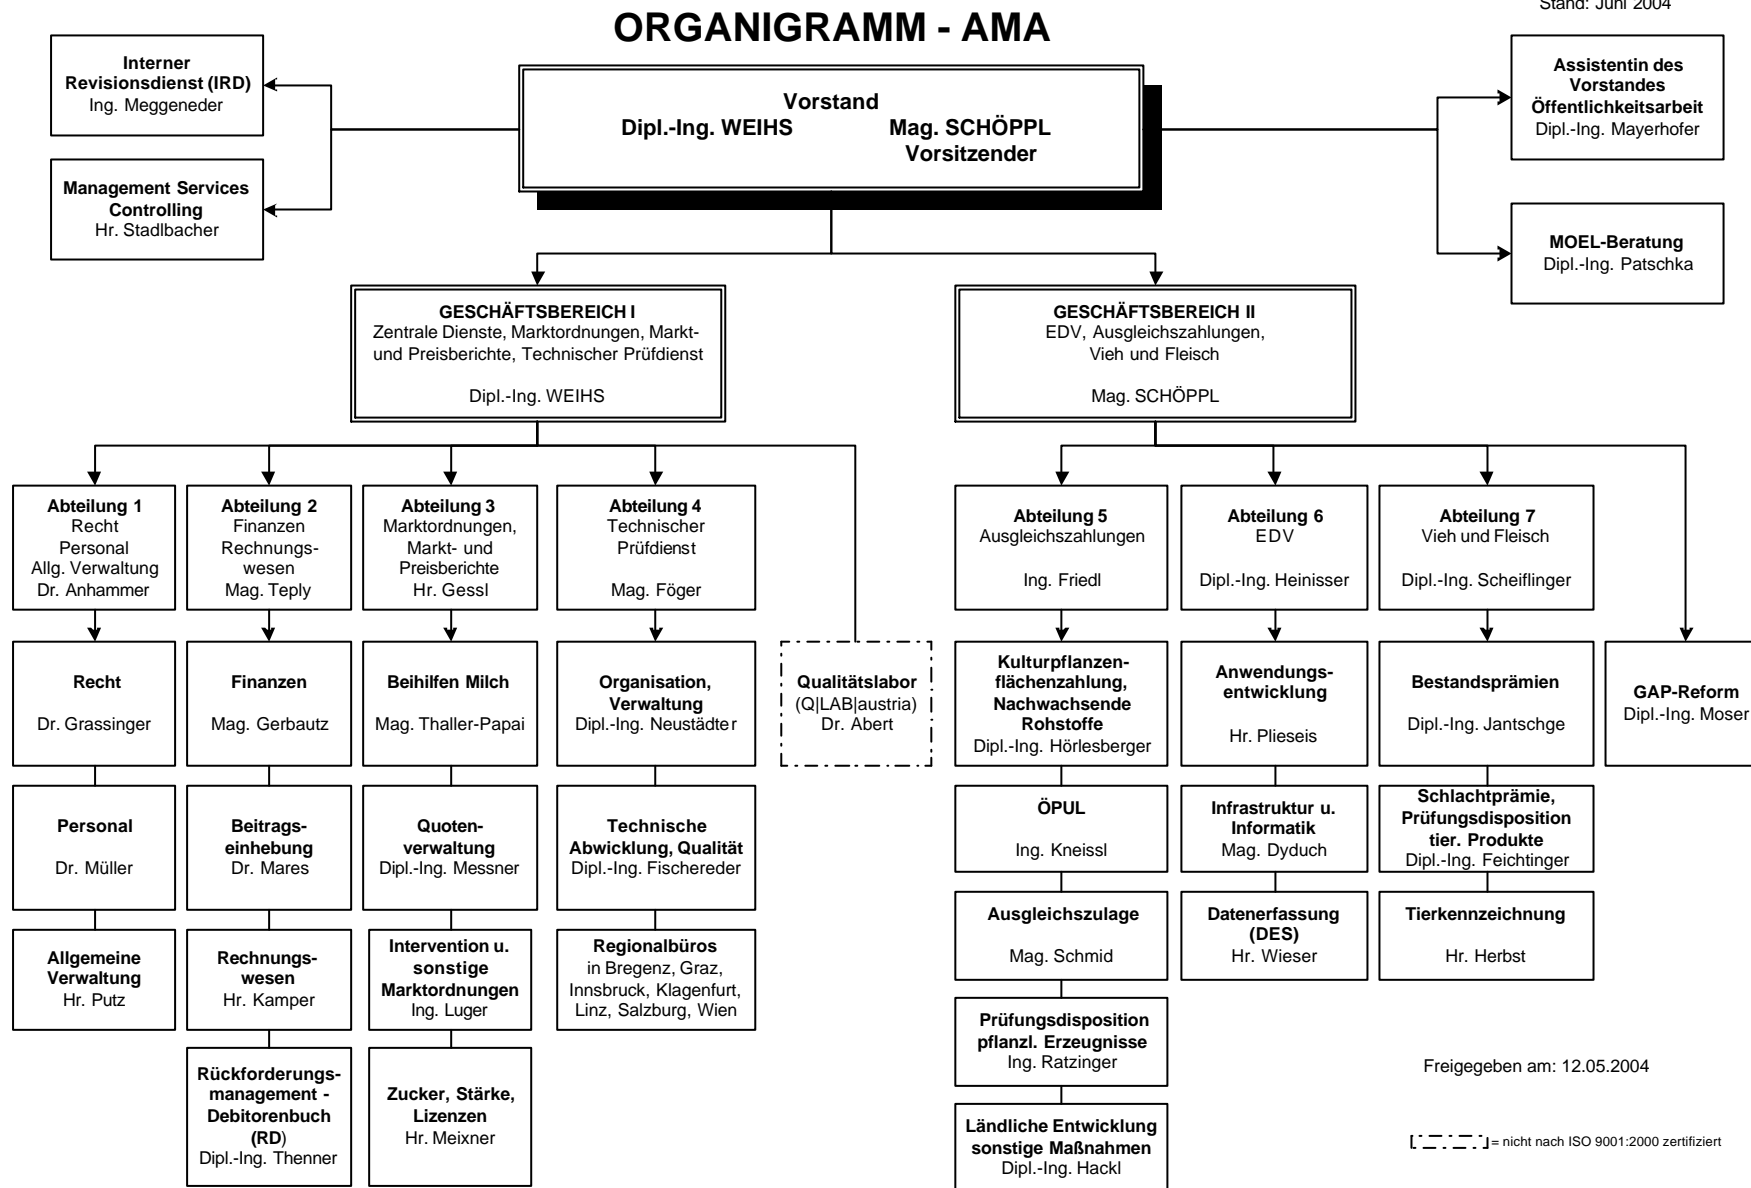 Stand: Juni 2004
ORGANIGRAMM - AMA
Interner
Revisionsdienst (IRD)
Ing. Meggeneder
Management Services
Controlling
Hr. Stadlbacher
Vorstand
Dipl.-Ing. WEIHS Mag. SCHÖPPL
Vorsitzender
Assistentin des
Vorstandes
Öffentlichkeitsarbeit
Dipl.-Ing. Mayerhofer
MOEL-Beratung
Dipl.-Ing. Patschka
GESCHÄFTSBEREICH I
Zentrale Dienste, Marktordnungen, Markt-
und Preisberichte, Technischer Prüfdienst
Dipl.-Ing. WEIHS
GESCHÄFTSBEREICH II
EDV, Ausgleichszahlungen,
Vieh und Fleisch
Mag. SCHÖPPL
Abteilung 1
Recht
Personal
Allg. Verwaltung
Dr. Anhammer
Abteilung 2
Finanzen
Rechnungs-
wesen
Mag. Teply
Abteilung 3
Marktordnungen,
Markt- und
Preisberichte
Hr. Gessl
Abteilung 4
Technischer
Prüfdienst
Mag. Föger
Abteilung 5
Ausgleichszahlungen
Ing. Friedl
Abteilung 6
EDV
Dipl.-Ing. Heinisser
Abteilung 7
Vieh und Fleisch
Dipl.-Ing. Scheiflinger
Recht
Dr. Grassinger
Finanzen
Mag. Gerbautz
Beihilfen Milch
Mag. Thaller-Papai
Organisation,
Verwaltung
Dipl.-Ing. Neustädter
Qualitätslabor
(Q|LAB|austria)
Dr. Abert
Kulturpflanzen-
flächenzahlung,
Nachwachsende
Rohstoffe
Dipl.-Ing. Hörlesberger
Anwendungs-
entwicklung
Hr. Plieseis
Bestandsprämien
Dipl.-Ing. Jantschge
GAP-Reform
Dipl.-Ing. Moser
Personal
Dr. Müller
Beitrags-
einhebung
Dr. Mares
Quoten-
verwaltung
Dipl.-Ing. Messner
Technische
Abwicklung, Qualität
Dipl.-Ing. Fischereder
ÖPUL
Ing. Kneissl
Infrastruktur u.
Informatik
Mag. Dyduch
Schlachtprämie,
Prüfungsdisposition
tier. Produkte
Dipl.-Ing. Feichtinger
Allgemeine
Verwaltung
Hr. Putz
Rechnungs-
wesen
Hr. Kamper
Intervention u.
sonstige
Marktordnungen
Ing. Luger
Regionalbüros
in Bregenz, Graz,
Innsbruck, Klagenfurt,
Linz, Salzburg, Wien
Ausgleichszulage
Mag. Schmid
Datenerfassung
(DES)
Hr. Wieser
Tierkennzeichnung
Hr. Herbst
Rückforderungs-
management -
Debitorenbuch
(RD)
Dipl.-Ing. Thenner
Zucker, Stärke,
Lizenzen
Hr. Meixner
Prüfungsdisposition
pflanzl. Erzeugnisse
Ing. Ratzinger
Ländliche Entwicklung
sonstige Maßnahmen
Dipl.-Ing. Hackl
Freigegeben am: 12.05.2004
= nicht nach ISO 9001:2000 zertifiziert